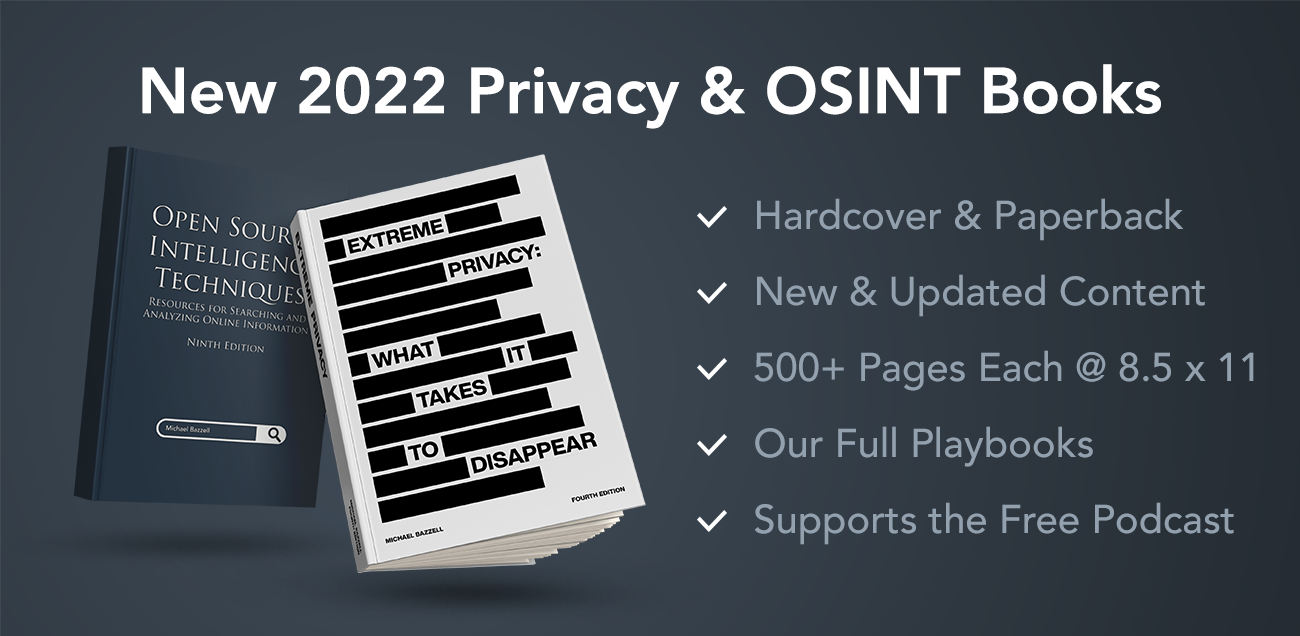 New 2022 Privacy & OSINT Books
OPEN SOUR
INTELLIGENC
TECHNIQUES
RESOURCES FOR SEARCHING AND
ANALYZING ONLINE INFORMATION
NINTH EDITION
Michael Bazzell
EXTREME PRIVACY
EXTREME
PRIVACY:
WHAT
IT
TAKES
TO
DISAPPEAR
FOURTH EDITION
MICHAEL BAZZELL
Hardcover & Paperback
New & Updated Content
500+ Pages Each @ 8.5 x 11
Our Full Playbooks
Supports the Free Podcast